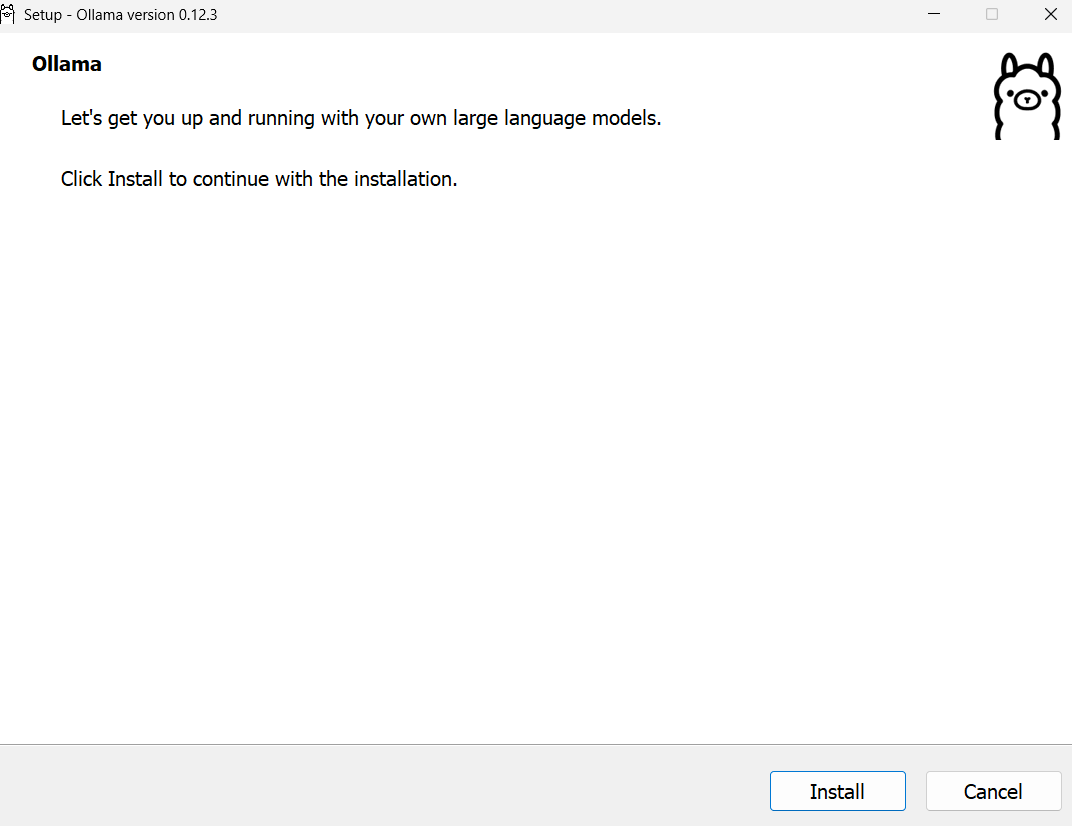 Setup - Ollama version 0.12.3
Ollama
Let's get you up and running with your own large language models.
Click Install to continue with the installation.
Install
Cancel